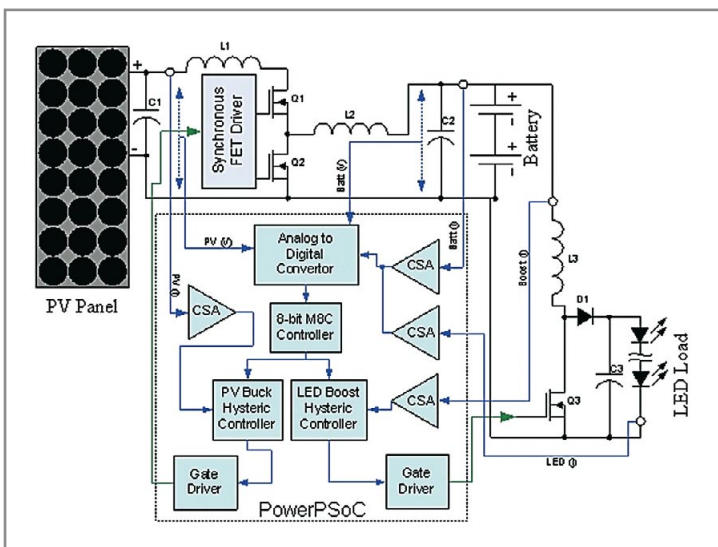 L1
+
C1
-
Synchronous
FET Driver
Q1
Q2
L2
C2
+
-
+
-
Battery
Batt (V)
Batt (I)
PV (V)
PV (I)
PV Panel
Analog to
Digital
Convertor
CSA
CSA
CSA
CSA
8-bit M8C
Controller
PV Buck
Hysteric
Controller
LED Boost
Hysteric
Controller
Gate
Driver
Gate
Driver
PowerPSoC
Boost (I)
L3
D1
C3
Q3
LED (I)
LED Load